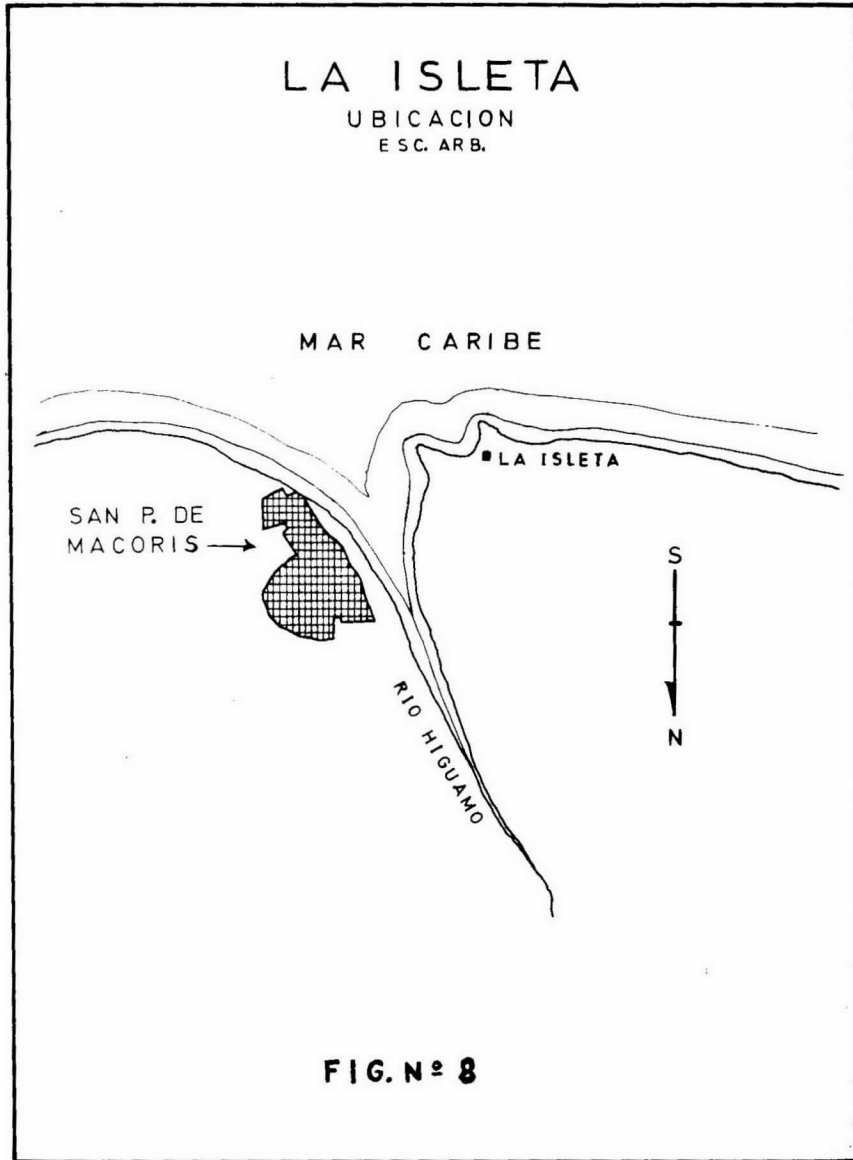 LA ISLETA
UBICACION
ESC. ARB.
MAR CARIBE
LA ISLETA
SAN P. DE
MACORIS
S
N
RIO HIGUAMO
FIG. Nº 8